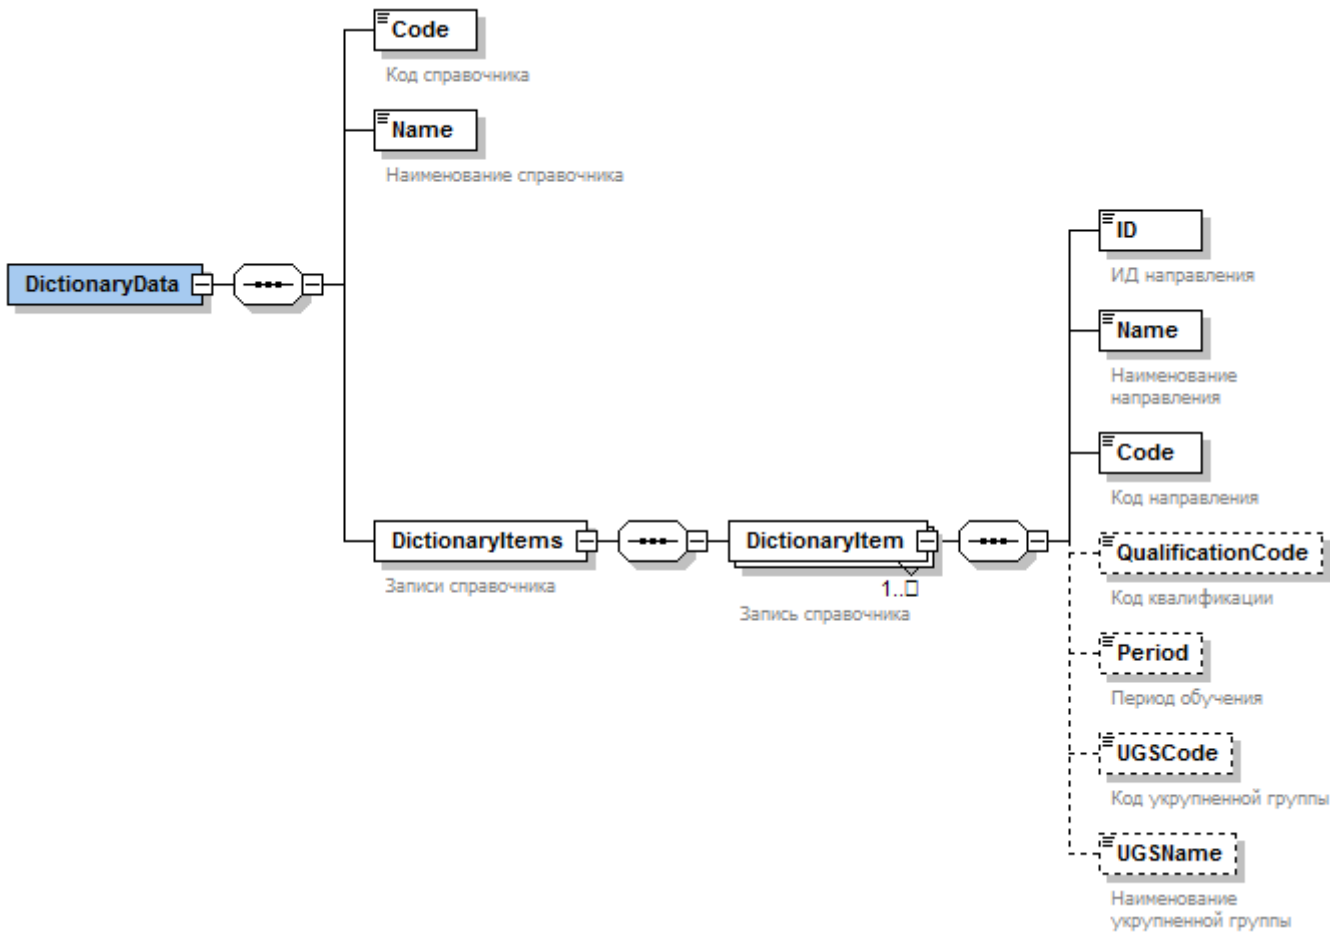 Code
Код справочника
Name
Наименование справочника
DictionaryData
DictionaryItems
Записи справочника
DictionaryItem
1..□
Запись справочника
ID
ИД направления
Name
Наименование
направления
Code
Код направления
QualificationCode
Код квалификации
Period
Период обучения
UGSCode
Код укрупненной группы
UGSName
Наименование
укрупненной группы